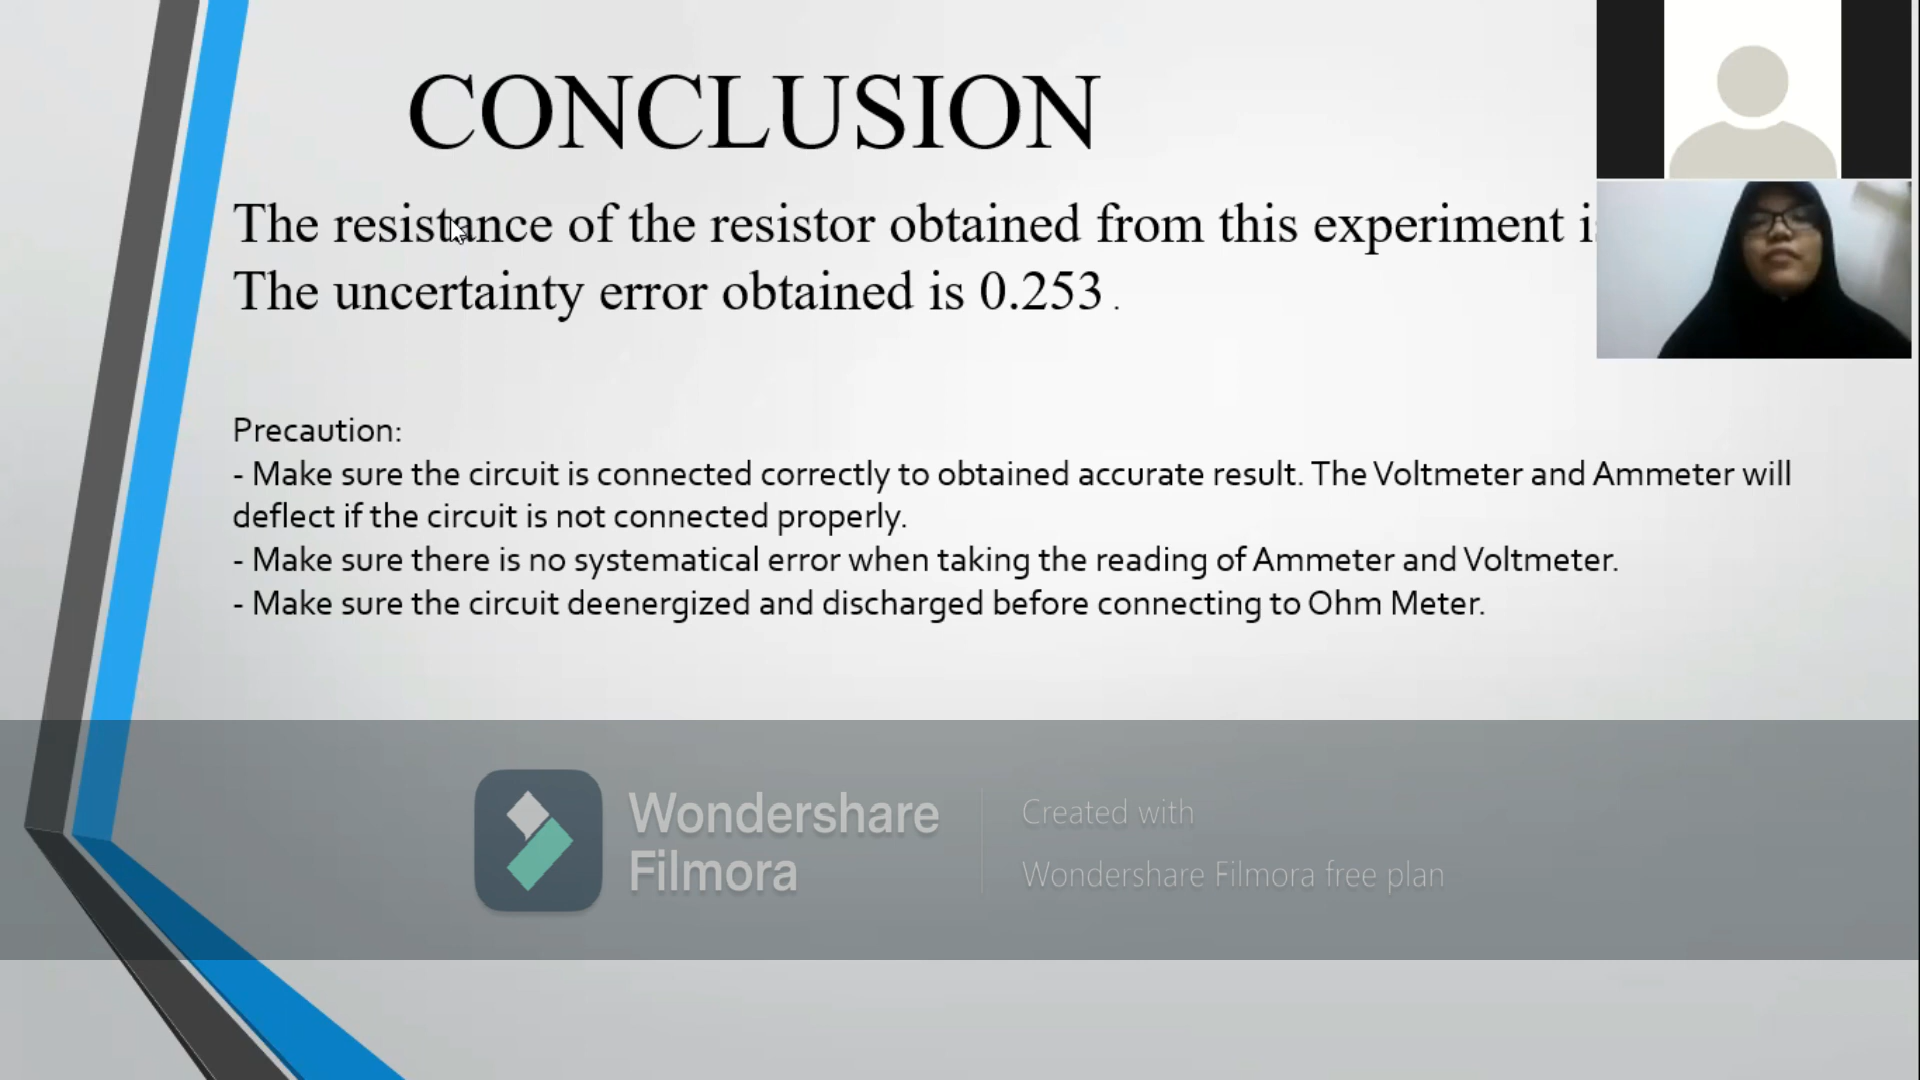 CONCLUSION
The resistance of the resistor obtained from this experiment
The uncertainty error obtained is 0.253 .
Precaution:
- Make sure the circuit is connected correctly to obtained accurate result. The Voltmeter and Ammeter will
deflect if the circuit is not connected properly.
- Make sure there is no systematical error when taking the reading of Ammeter and Voltmeter.
- Make sure the circuit deenergized and discharged before connecting to Ohm Meter.
Wondershare
Filmora
Created with
Wondershare Filmora free plan